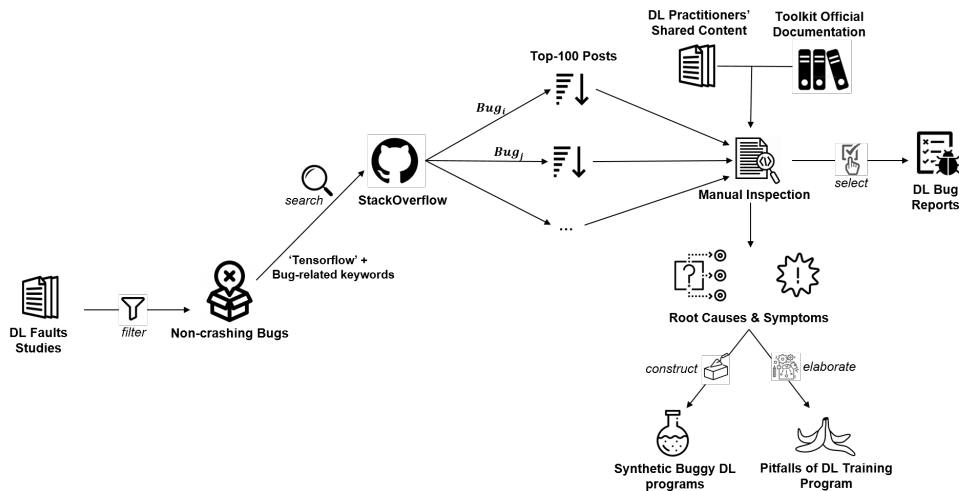 DL Practitioners'
Shared Content
Toolkit Official
Documentation
Top-100 Posts
Bug_i
Bug_j
...
search
StackOverflow
'Tensorflow' +
Bug-related keywords
Manual Inspection
select
DL Bug
Reports
DL Faults
Studies
filter
Non-crashing Bugs
Root Causes & Symptoms
construct
elaborate
Synthetic Buggy DL
programs
Pitfalls of DL Training
Program